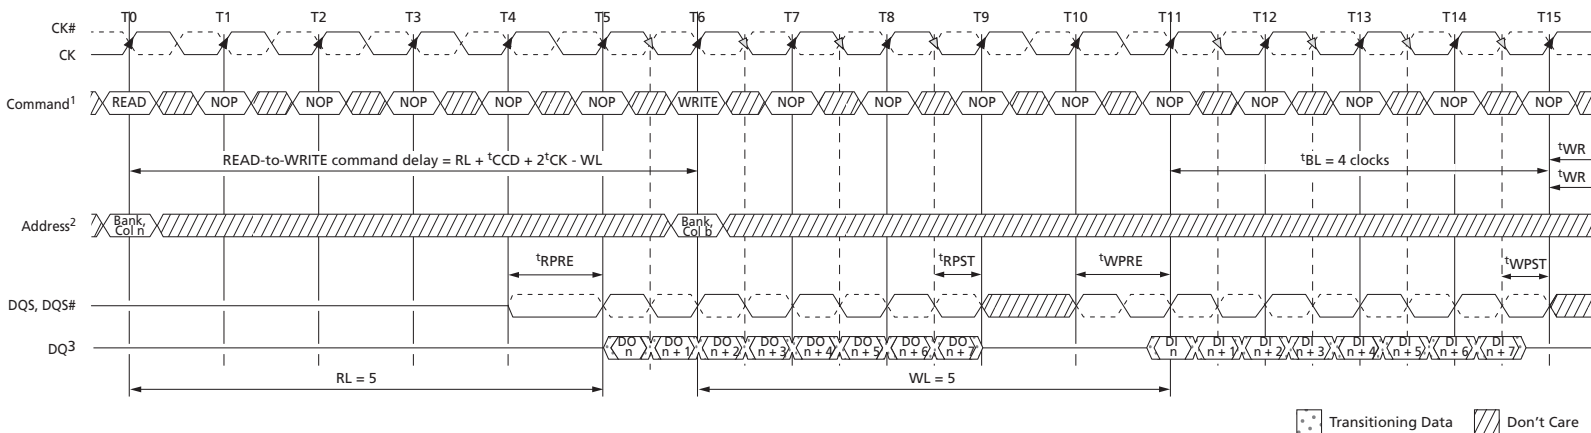 T0 T1 T2 T3 T4 T5 T6 T7 T8 T9 T10 T11 T12 T13 T14 T15
CK#
CK
Command1 READ NOP NOP NOP NOP NOP WRITE NOP NOP NOP NOP NOP NOP NOP NOP NOP
READ-to-WRITE command delay = RL + tCCD + 2tCK - WL
tBL = 4 clocks
tWR
tWR
Address2
Bank,
Col n
Bank,
Col b
tRPRE tRPST tWPRE tWPST
DQS, DQS#
DQ3
DO DO DO DO DO DO DO DO DI DI DI DI DI DI DI DI
n n + 1 n + 2 n + 3 n + 4 n + 5 n + 6 n + 7 n n + 1 n + 2 n + 3 n + 4 n + 5 n + 6 n + 7
RL = 5 WL = 5
Transitioning Data Don't Care